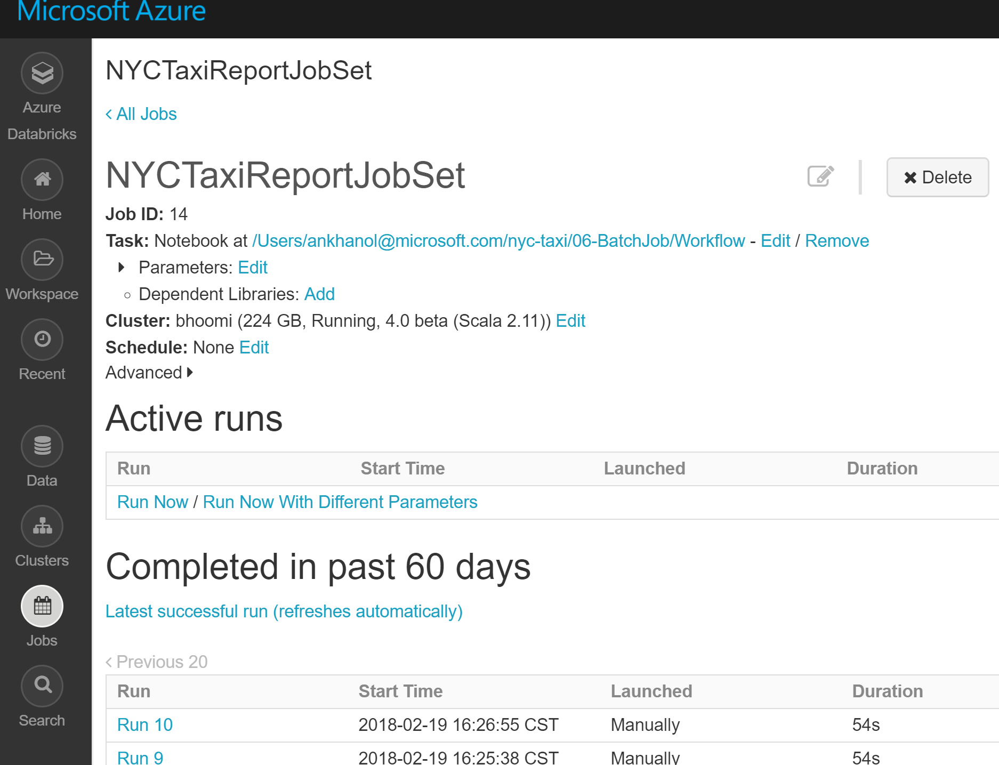 Microsoft Azure
Azure
Databricks
Home
Workspace
Recent
Data
Clusters
Jobs
Search
NYCTaxiReportJobSet
All Jobs
NYCTaxiReportJobSet
Delete
Job ID: 14
Task: Notebook at /Users/ankhanol@microsoft.com/nyc-taxi/06-BatchJob/Workflow - Edit / Remove
Parameters: Edit
Dependent Libraries: Add
Cluster: bhoomi (224 GB, Running, 4.0 beta (Scala 2.11)) Edit
Schedule: None Edit
Advanced
Active runs
Run Start Time Launched Duration
Run Now / Run Now With Different Parameters
Completed in past 60 days
Latest successful run (refreshes automatically)
Previous 20
Run Start Time Launched Duration
Run 10 2018-02-19 16:26:55 CST Manually 54s
Run 9 2018-02-19 16:25:38 CST Manually 54s